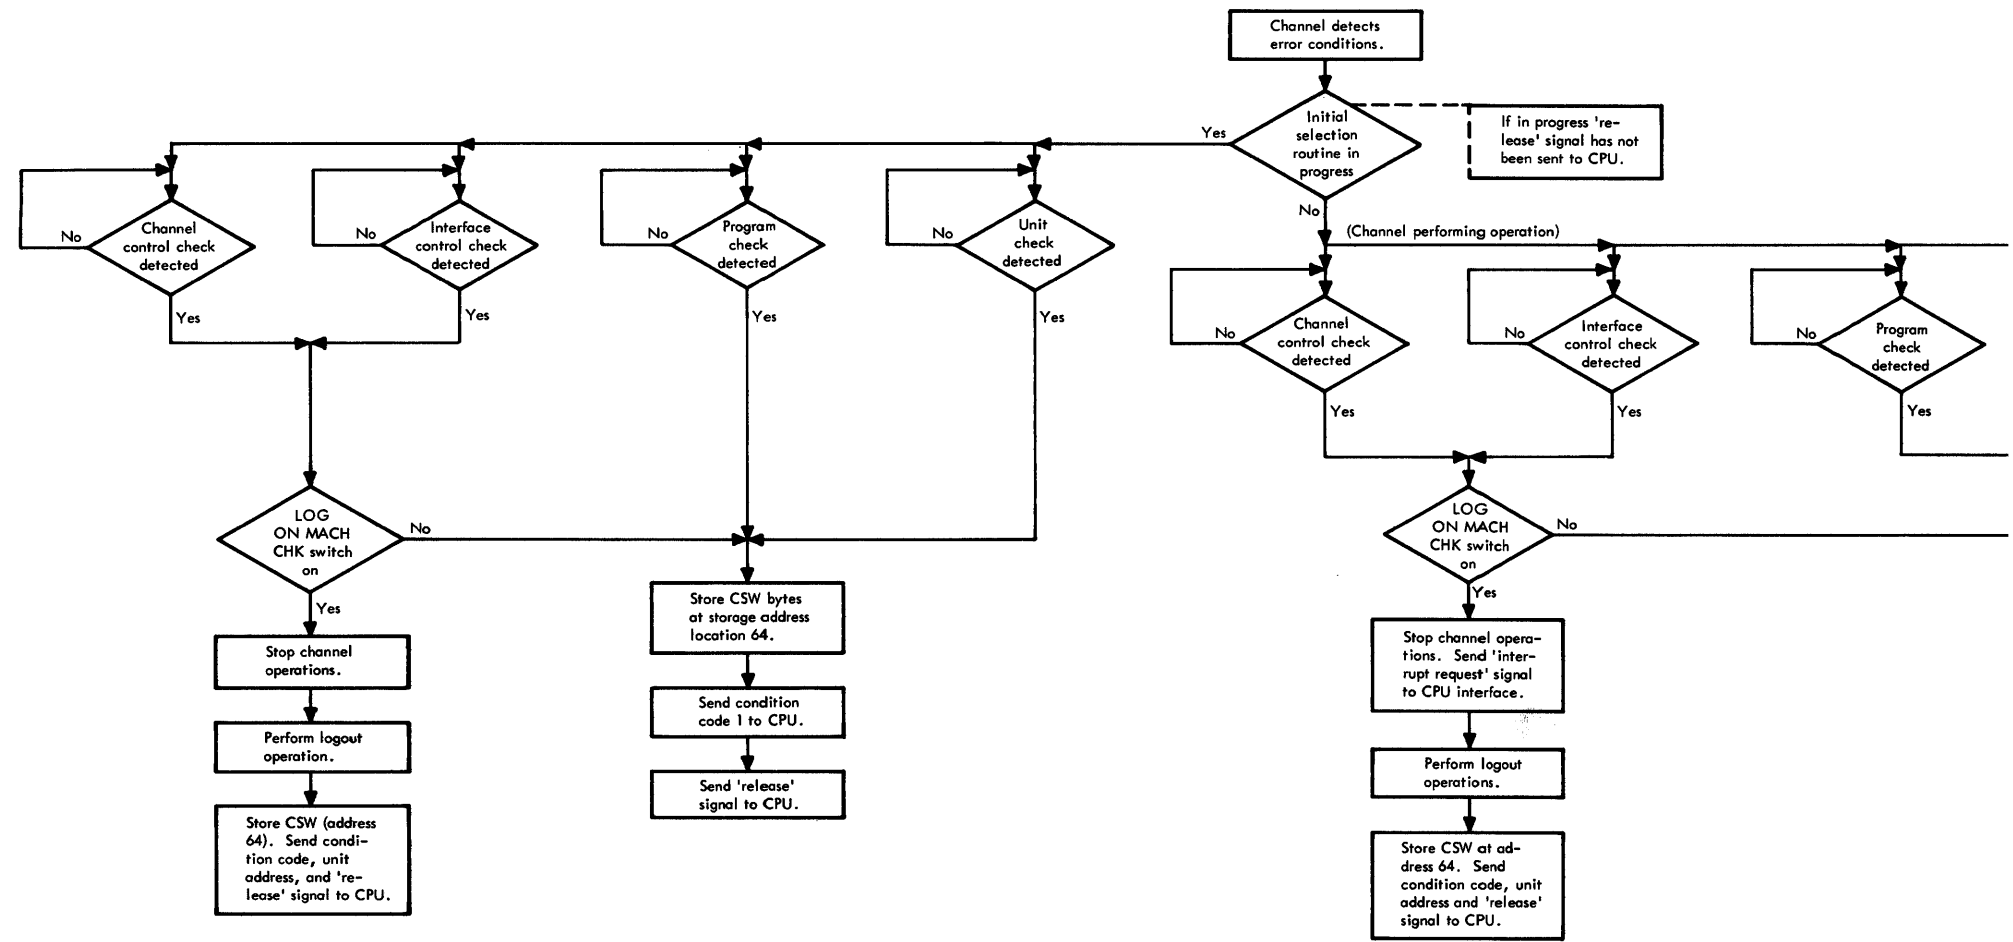 Channel detects
error conditions.
Initial
selection
routine in
progress
If in progress 're-
lease' signal has not
been sent to CPU.
Yes
No
(Channel performing operation)
Channel
control check
detected
No
Yes
Interface
control check
detected
No
Yes
Program
check
detected
No
Yes
Unit
check
detected
No
Yes
Channel
control check
detected
No
Yes
Interface
control check
detected
No
Yes
Program
check
detected
No
Yes
LOG
ON MACH
CHK switch
on
No
Yes
Stop channel
operations.
Perform logout
operation.
Store CSW (address
64). Send condi-
tion code, unit
address, and 're-
lease' signal to CPU.
Store CSW bytes
at storage address
location 64.
Send condition
code 1 to CPU.
Send 'release'
signal to CPU.
LOG
ON MACH
CHK switch
on
No
Yes
Stop channel opera-
tions. Send 'inter-
rupt request' signal
to CPU interface.
Perform logout
operations.
Store CSW at ad-
dress 64. Send
condition code, unit
address and 'release'
signal to CPU.